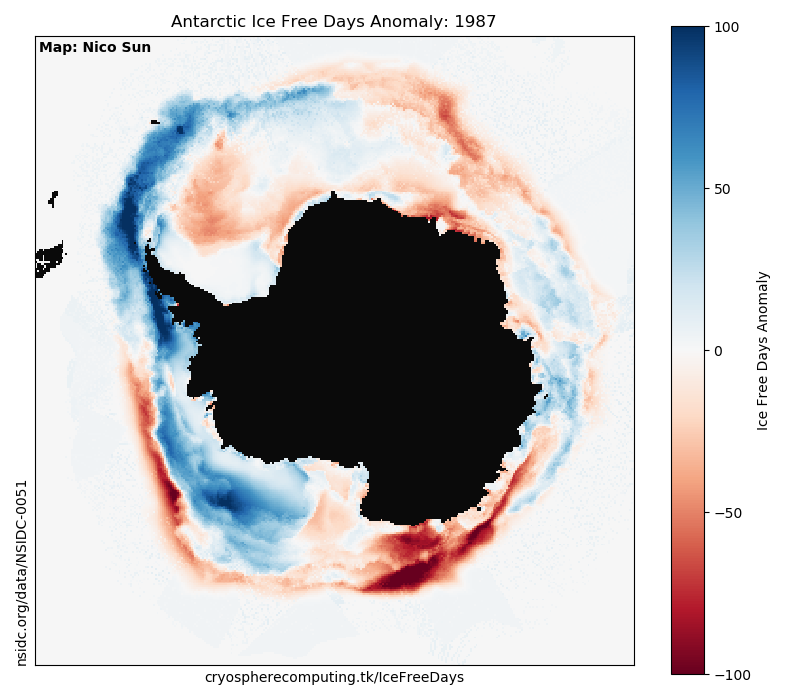 Antarctic Ice Free Days Anomaly: 1987
Map: Nico Sun
100
50
0
−50
−100
Ice Free Days Anomaly
nsidc.org/data/NSIDC-0051
cryospherecomputing.tk/IceFreeDays